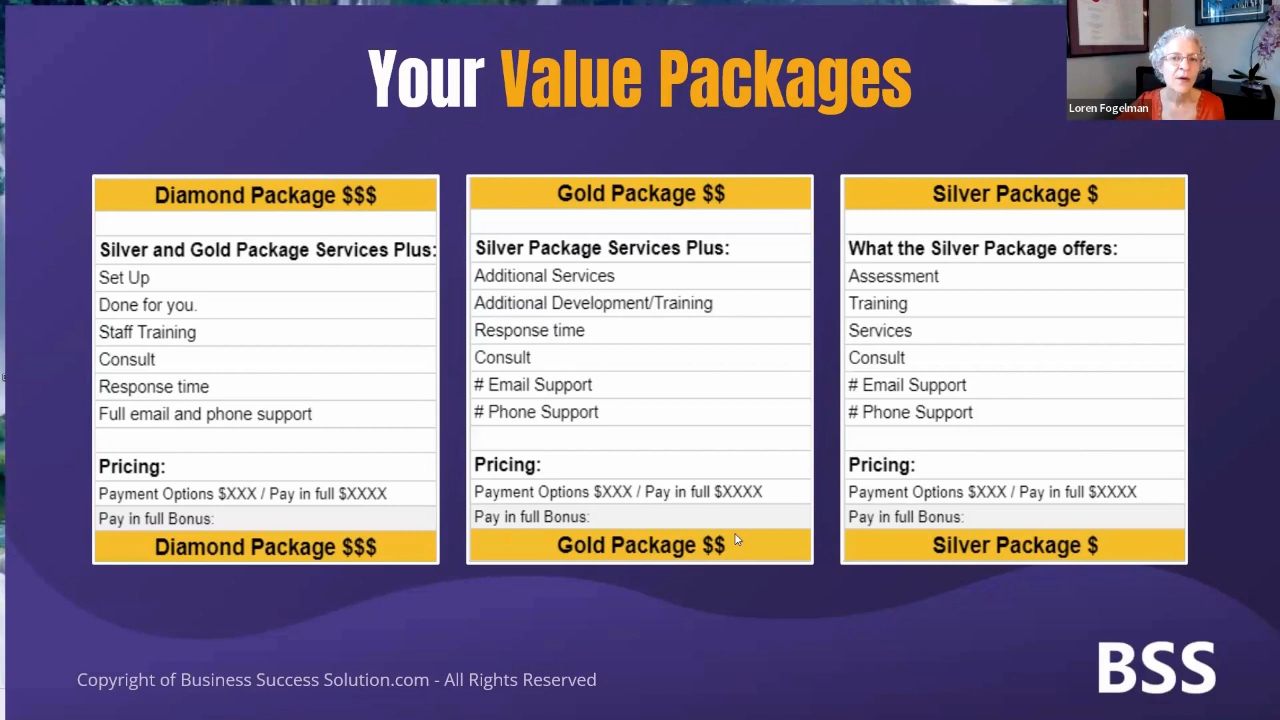 Your Value Packages
Loren Fogelman
Diamond Package $$$
Silver and Gold Package Services Plus:
Set Up
Done for you.
Staff Training
Consult
Response time
Full email and phone support
Pricing:
Payment Options $XXX / Pay in full $XXXX
Pay in full Bonus:
Diamond Package $$$
Gold Package $$
Silver Package Services Plus:
Additional Services
Additional Development/Training
Response time
Consult
# Email Support
# Phone Support
Pricing:
Payment Options $XXX / Pay in full $XXXX
Pay in full Bonus:
Gold Package $$
Silver Package $
What the Silver Package offers:
Assessment
Training
Services
Consult
# Email Support
# Phone Support
Pricing:
Payment Options $XXX / Pay in full $XXXX
Pay in full Bonus:
Silver Package $
Copyright of Business Success Solution.com - All Rights Reserved
BSS